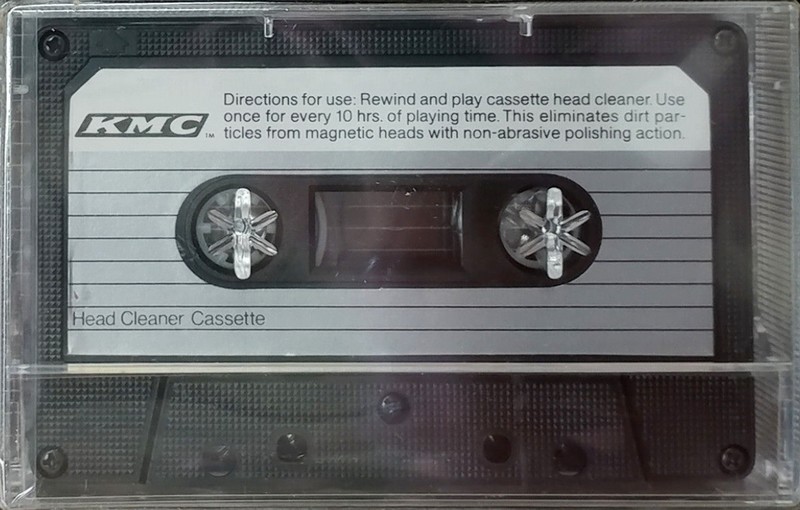 KMC™
Directions for use: Rewind and play cassette head cleaner. Use
once for every 10 hrs. of playing time. This eliminates dirt par-
ticles from magnetic heads with non-abrasive polishing action.
Head Cleaner Cassette